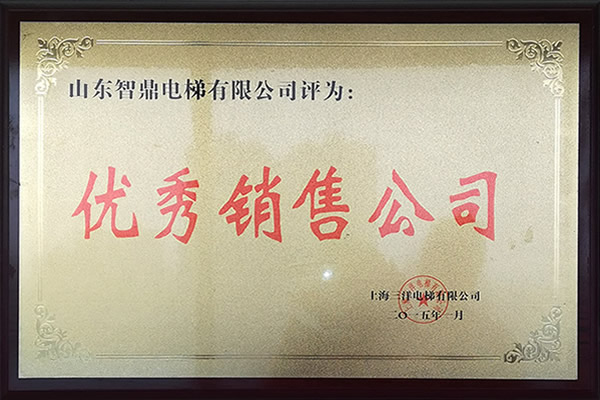 山东智鼎电梯有限公司评为：
优秀销售公司
上海三洋电梯有限公司
二〇一五年一月